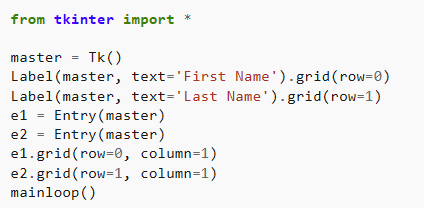 from tkinter import *
master = Tk()
Label(master, text='First Name').grid(row=0)
Label(master, text='Last Name').grid(row=1)
e1 = Entry(master)
e2 = Entry(master)
e1.grid(row=0, column=1)
e2.grid(row=1, column=1)
mainloop()